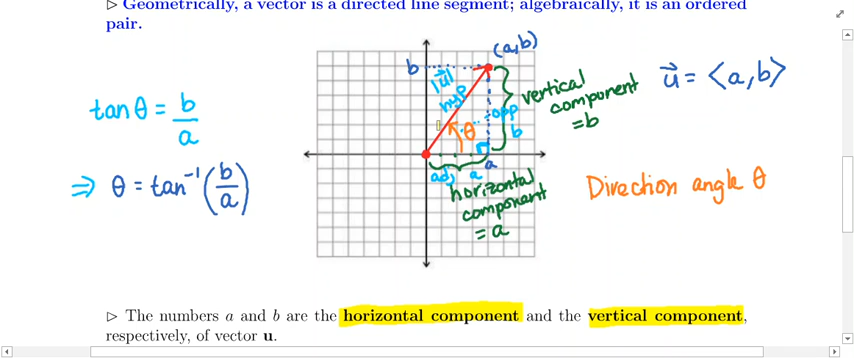 ▷ Geometrically, a vector is a directed line segment; algebraically, it is an ordered
pair.
(a,b)
b
|u⃗|
hyp
opp
b
θ
adj
a
a
vertical
component
=b
horizontal
component
=a
u⃗ = <a,b>
tanθ = b/a
⇒ θ = tan⁻¹(b/a)
Direction angle θ
▷ The numbers a and b are the horizontal component and the vertical component,
respectively, of vector u.